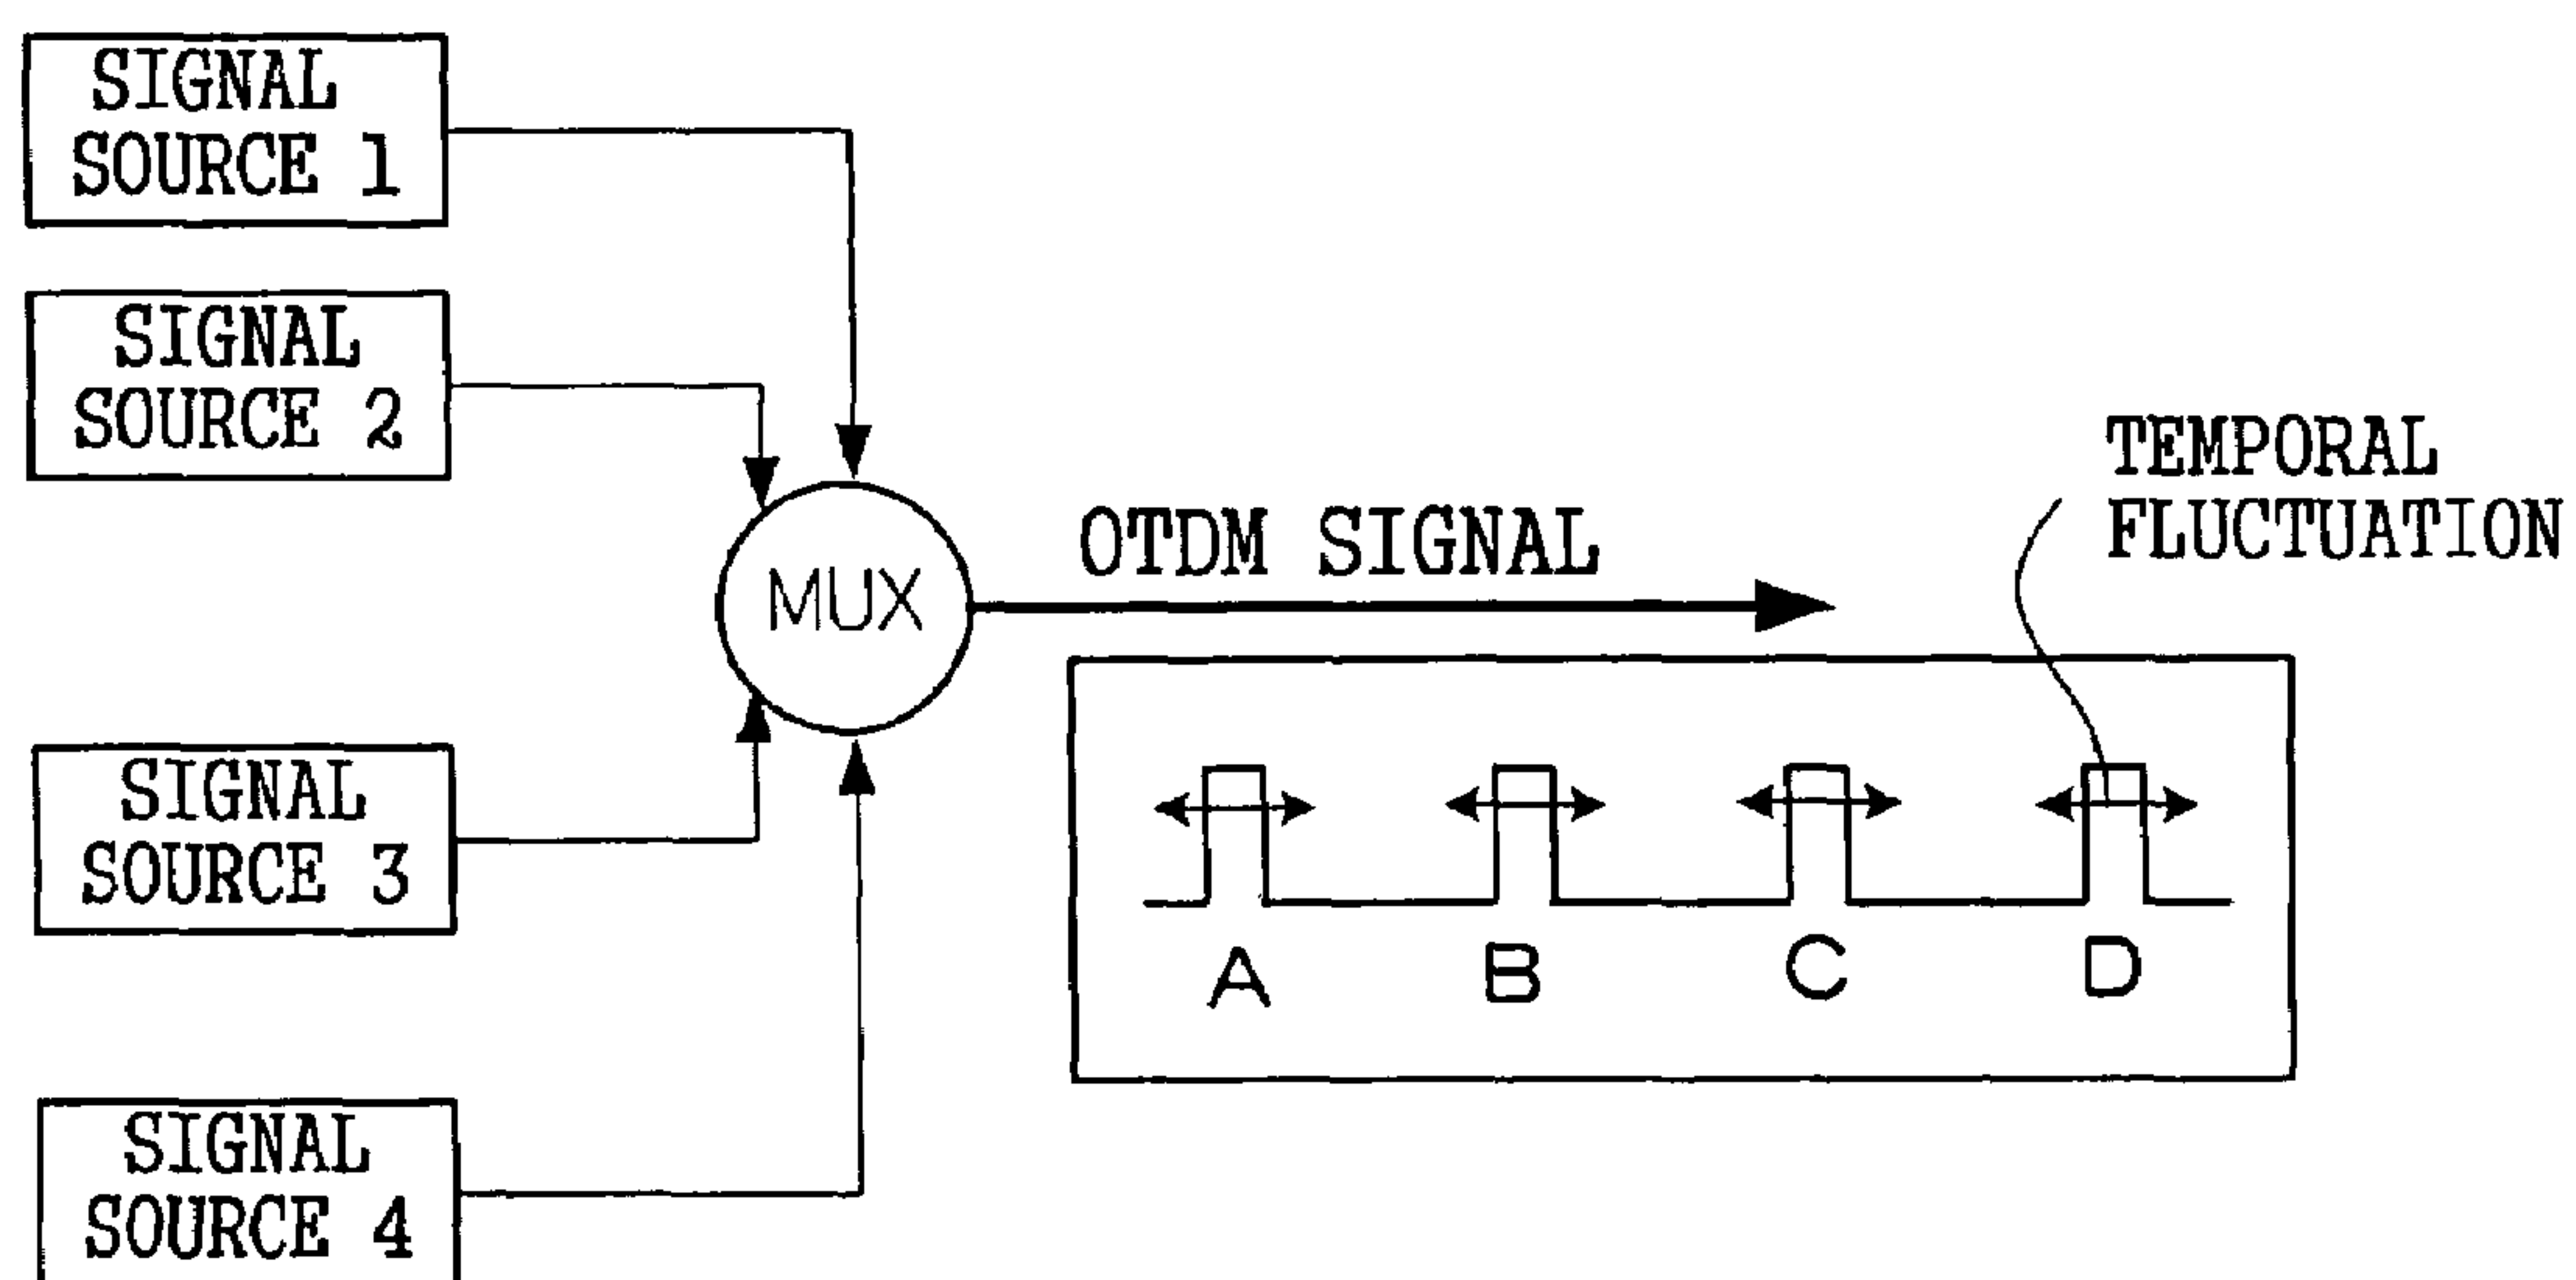 SIGNAL
SOURCE 1
SIGNAL
SOURCE 2
SIGNAL
SOURCE 3
SIGNAL
SOURCE 4
MUX
OTDM SIGNAL
TEMPORAL
FLUCTUATION
A B C D